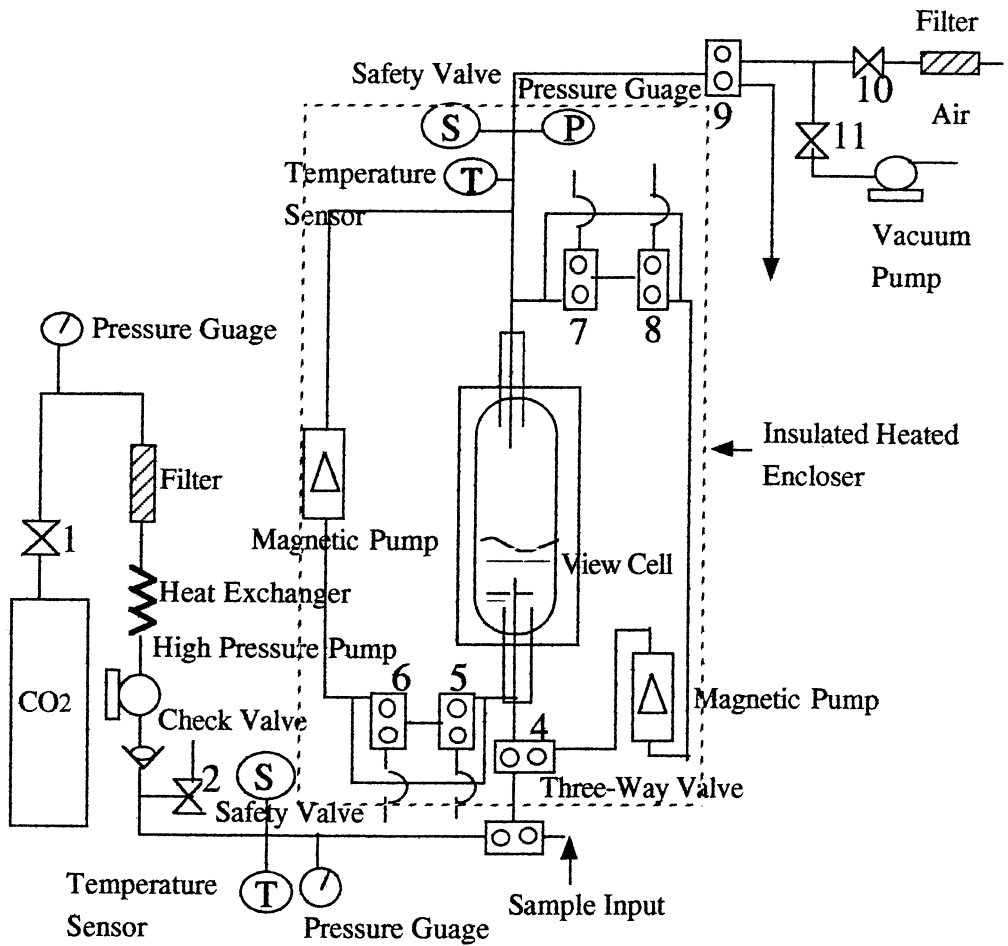 Filter
Safety Valve
Pressure Guage
9
10
Air
S
P
11
Temperature
Sensor
T
Vacuum
Pump
Pressure Guage
7
8
Insulated Heated
Encloser
Filter
1
Magnetic Pump
View Cell
Heat Exchanger
High Pressure Pump
CO2
6
5
Magnetic Pump
Check Valve
4
2
S
Three-Way Valve
Safety Valve
Temperature
Sensor
T
Pressure Guage
Sample Input